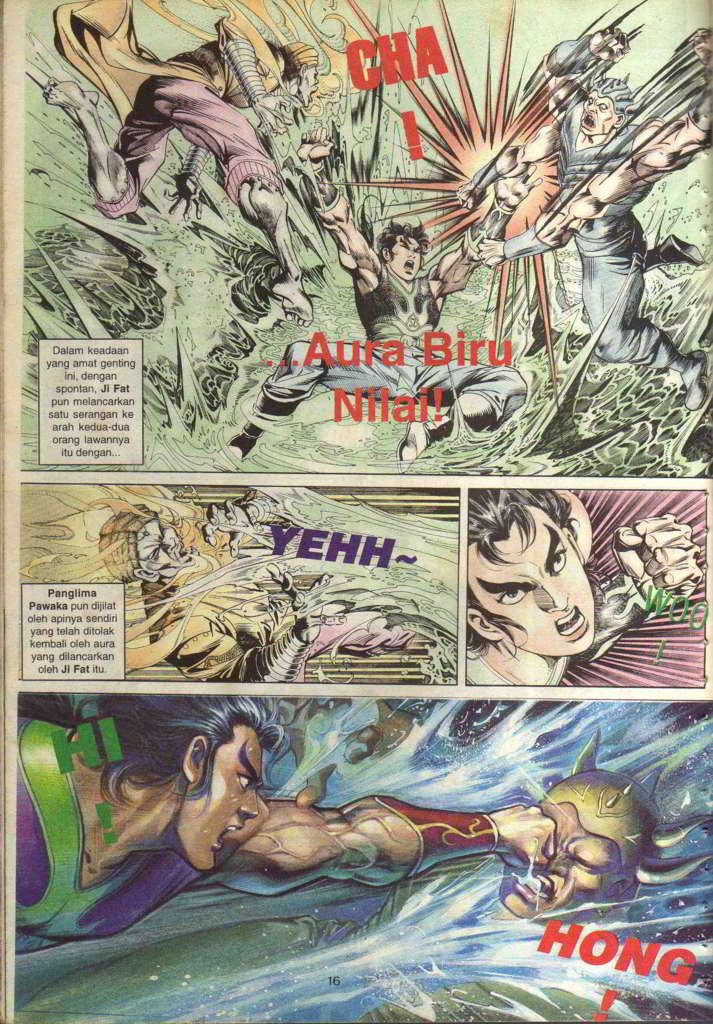 CHA
!
Dalam keadaan
yang amat genting
ini, dengan
spontan, Ji Fat
pun melancarkan
satu serangan ke
arah kedua-dua
orang lawannya
itu dengan...
...Aura Biru
Nilai!
YEHH~
Panglima
Pawaka pun dijilat
oleh apinya sendiri
yang telah ditolak
kembali oleh aura
yang dilancarkan
oleh Ji Fat itu.
WOO
!
HI
!
HONG
!
16